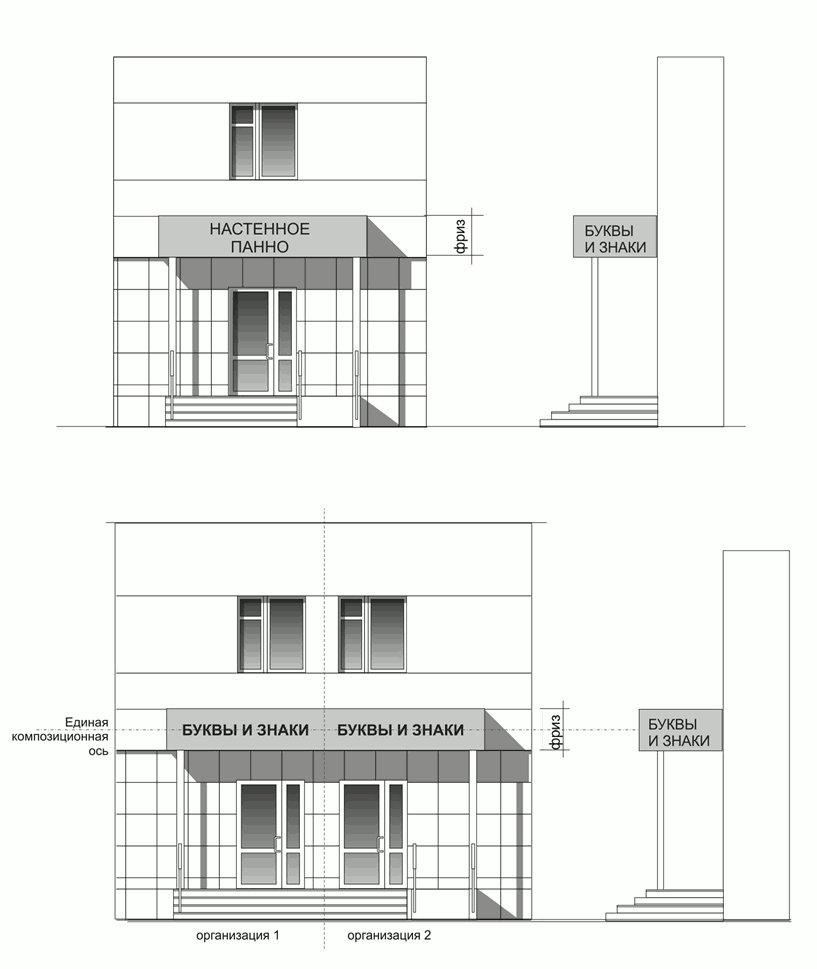 НАСТЕННОЕ
ПАННО
фриз
БУКВЫ
И ЗНАКИ
Единая
композиционная
ось
БУКВЫ И ЗНАКИ
БУКВЫ И ЗНАКИ
фриз
БУКВЫ
И ЗНАКИ
организация 1
организация 2